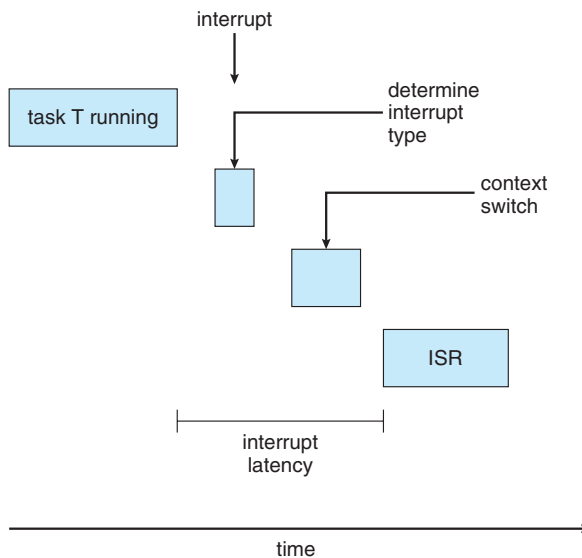 interrupt
task T running
determine
interrupt
type
context
switch
ISR
interrupt
latency
time